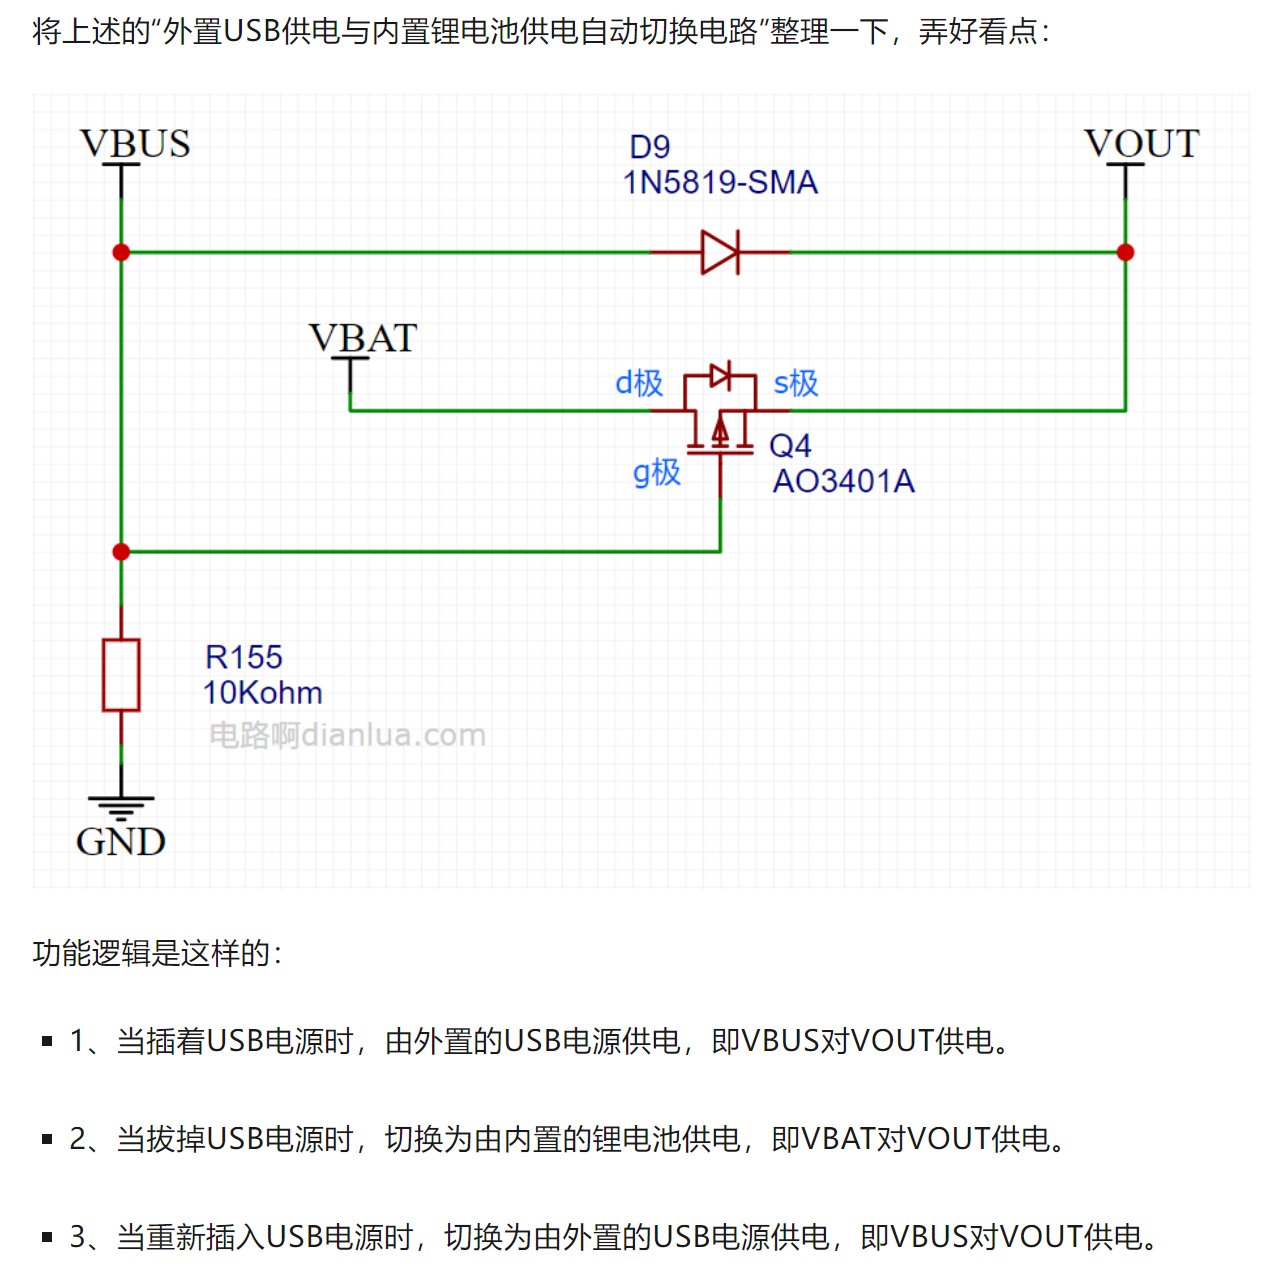 将上述的“外置USB供电与内置锂电池供电自动切换电路”整理一下，弄好看点：
VBUS
D9
1N5819-SMA
VOUT
VBAT
d极
s极
g极
Q4
AO3401A
R155
10Kohm
电路啊dianlua.com
GND
功能逻辑是这样的：
1、当插着USB电源时，由外置的USB电源供电，即VBUS对VOUT供电。
2、当拔掉USB电源时，切换为由内置的锂电池供电，即VBAT对VOUT供电。
3、当重新插入USB电源时，切换为由外置的USB电源供电，即VBUS对VOUT供电。